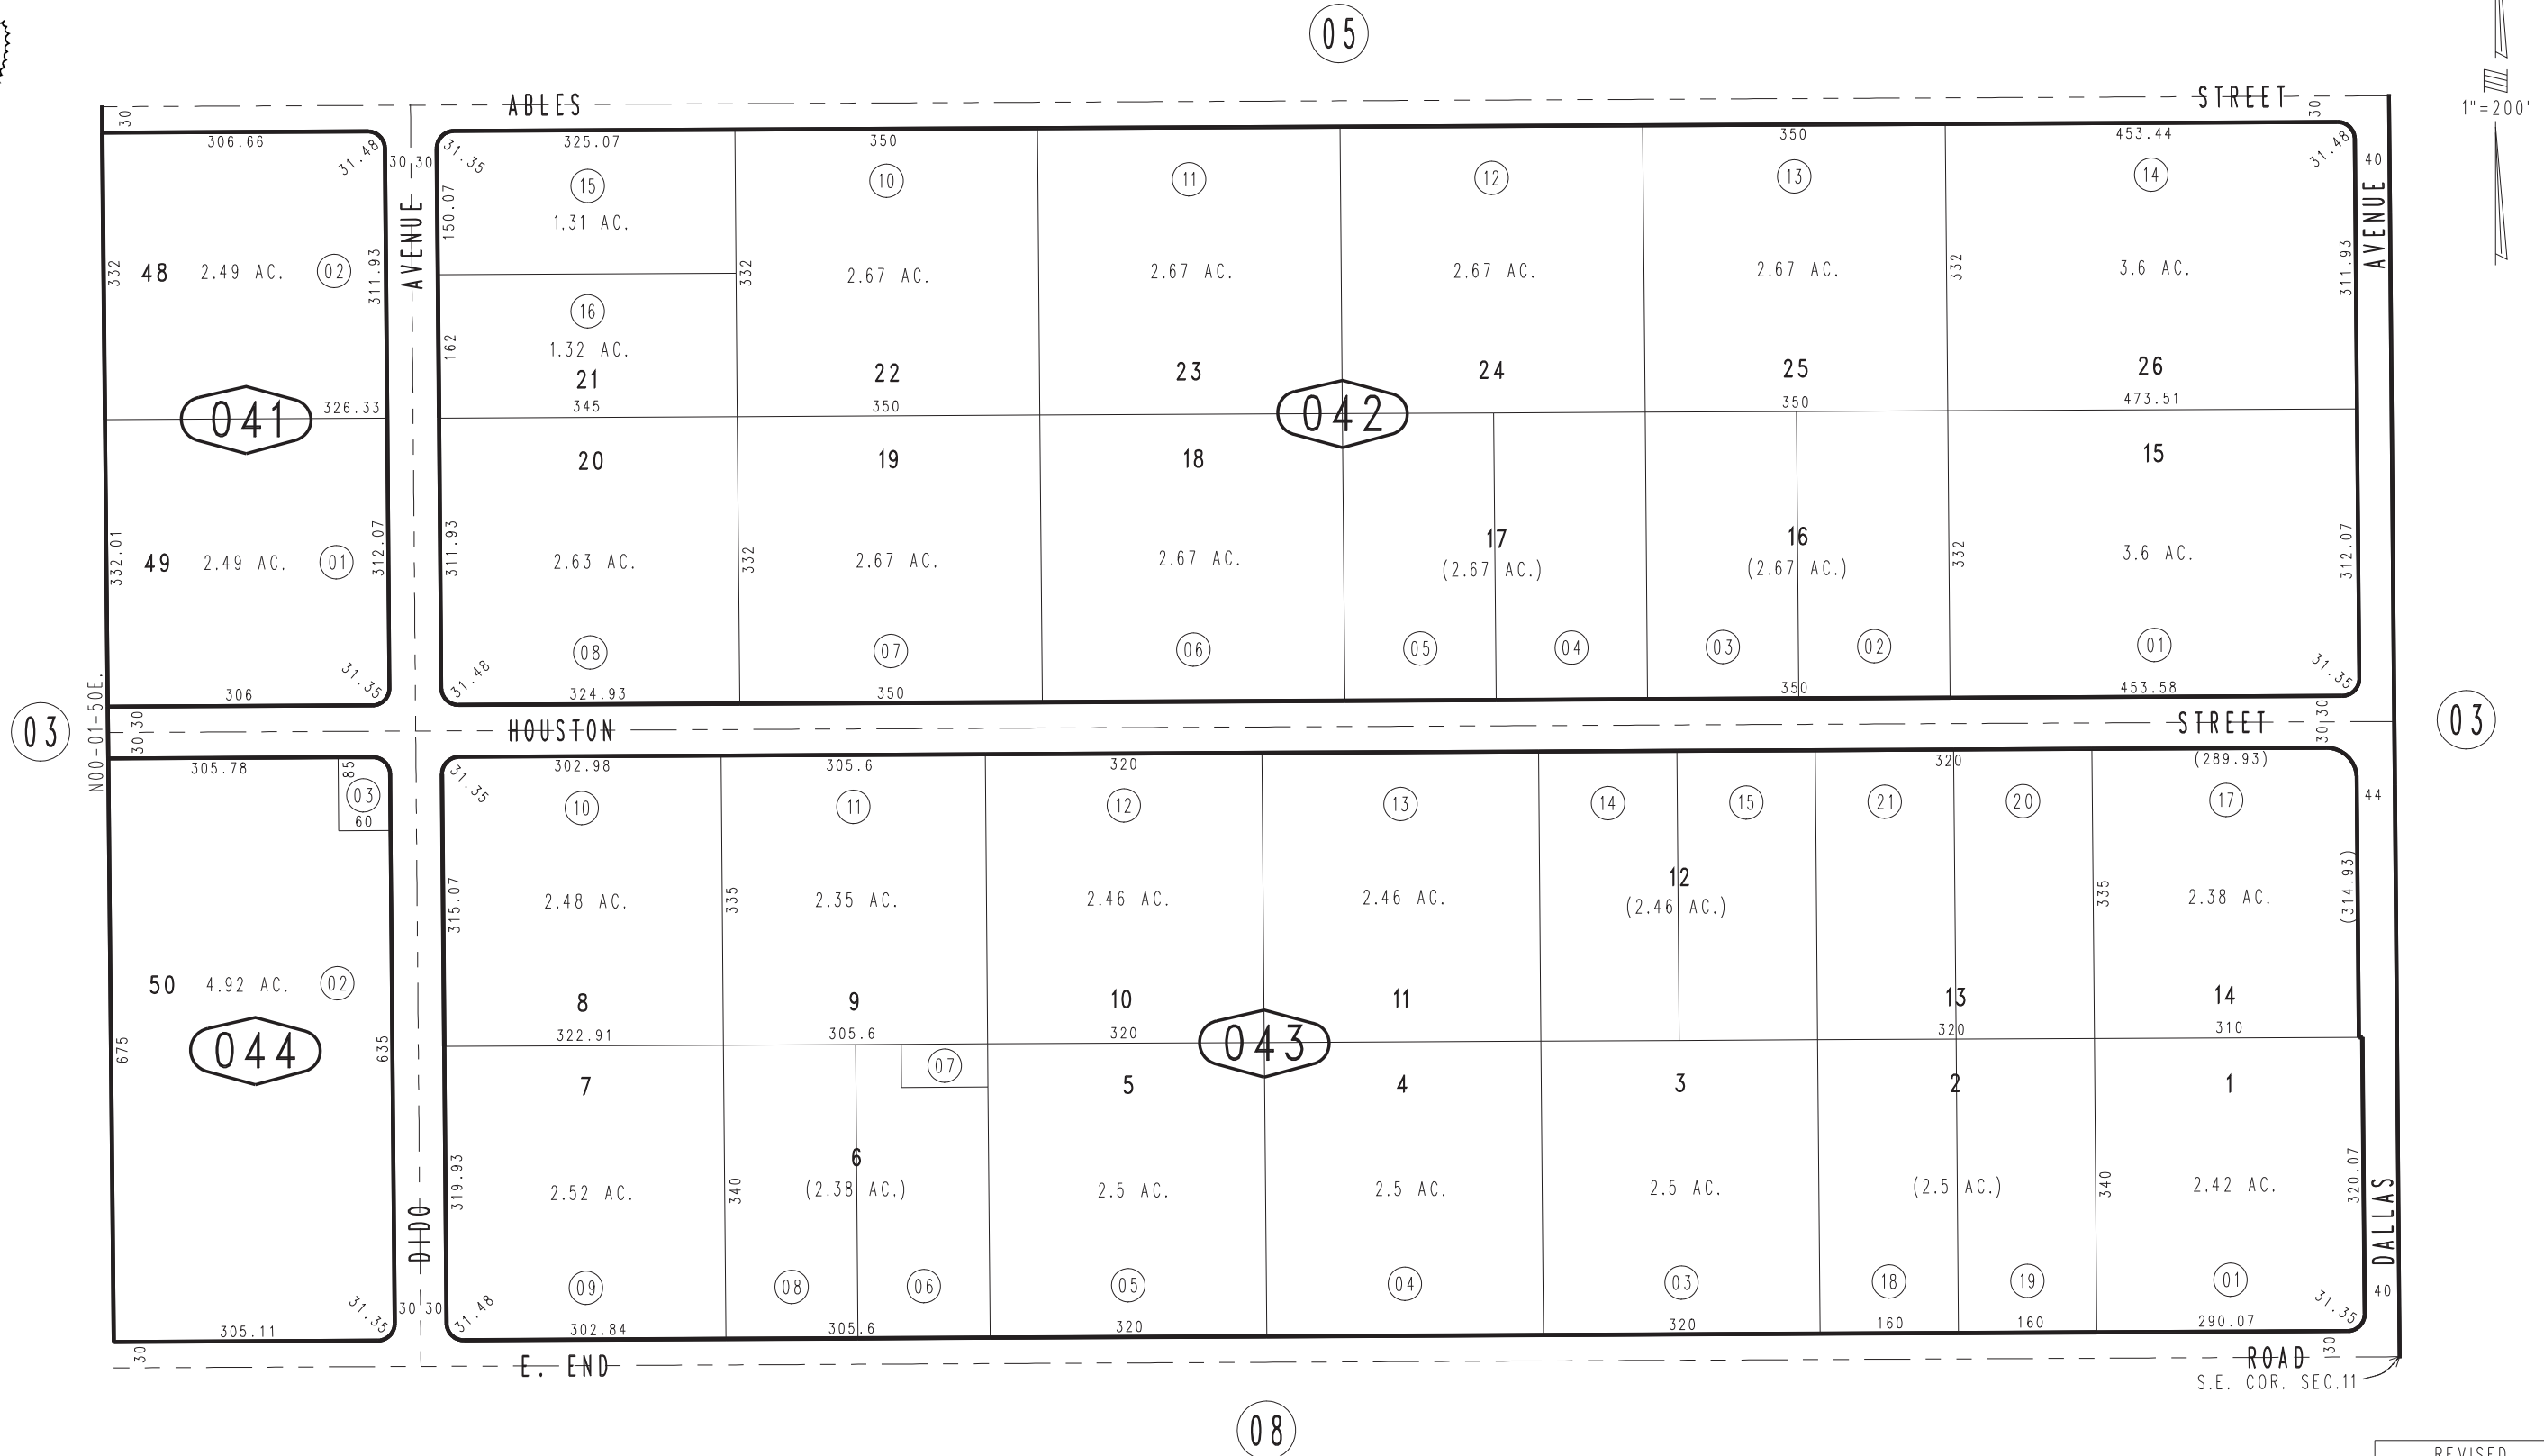 05
ABLES STREET
1"=200'
30 306.66 31.48 30 30 31.35 325.07 350 350 453.44 31.48 30 40
15 10 11 12 13 14
150.07 1.31 AC.
AVENUE AVENUE
332 48 2.49 AC. 02 311.93 332 2.67 AC. 2.67 AC. 2.67 AC. 2.67 AC. 332 3.6 AC. 311.93
16
162 1.32 AC.
21 22 23 24 25 26
041 326.33 345 350 042 350 473.51
20 19 18 15
17 16
332.01 49 2.49 AC. 01 312.07 311.93 2.63 AC. 332 2.67 AC. 2.67 AC. (2.67 AC.) (2.67 AC.) 332 3.6 AC. 312.07
08 07 06 05 04 03 02 01
306 31.35 31.48 324.93 350 350 453.58 31.35
N00-01-50E.
03 30 30 HOUSTON STREET 30 30 03
305.78 85 31.35 302.98 305.6 320 320 (289.93) 44
03 10 11 12 13 14 15 21 20 17
60
12
315.07 2.48 AC. 335 2.35 AC. 2.46 AC. 2.46 AC. (2.46 AC.) 335 2.38 AC. (314.93)
50 4.92 AC. 02
8 9 10 11 13 14
322.91 305.6 320 320 310
675 044 635 043
07
7 5 4 3 2 1
6
319.93 2.52 AC. 340 (2.38 AC.) 2.5 AC. 2.5 AC. 2.5 AC. (2.5 AC.) 340 2.42 AC. 320.07
DIDO DALLAS
09 08 06 05 04 03 18 19 01
305.11 31.35 30 30 31.48 302.84 305.6 320 320 160 160 290.07 31.35 40
30 E. END ROAD 30
S.E. COR. SEC.11
08
REVISED